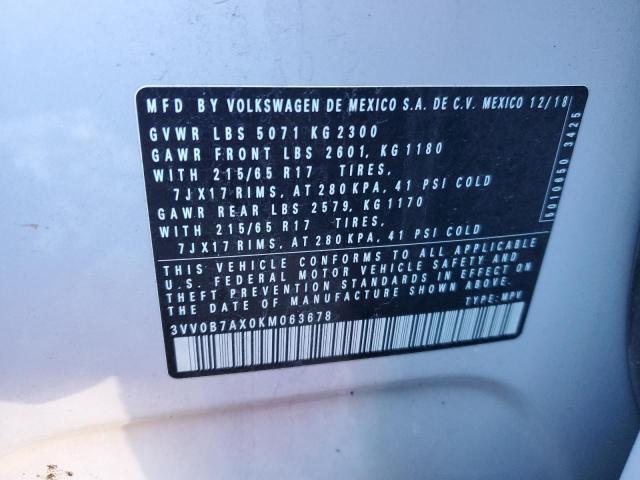 MFD BY VOLKSWAGEN DE MEXICO S.A. DE C.V. MEXICO 12/18
GVWR LBS 5071 KG 2300
GAWR FRONT LBS 2601, KG 1180
WITH 215/65 R17 TIRES,
7JX17 RIMS, AT 280 KPA, 41 PSI COLD
GAWR REAR LBS 2579, KG 1170
WITH 215/65 R17 TIRES,
7JX17 RIMS, AT 280 KPA, 41 PSI COLD
THIS VEHICLE CONFORMS TO ALL APPLICABLE
U.S. FEDERAL MOTOR VEHICLE SAFETY AND
THEFT PREVENTION STANDARDS IN EFFECT ON
THE DATE OF MANUFACTURE SHOWN ABOVE.
3VV0B7AX0KM063678 TYPE: MPV
5010650 3425